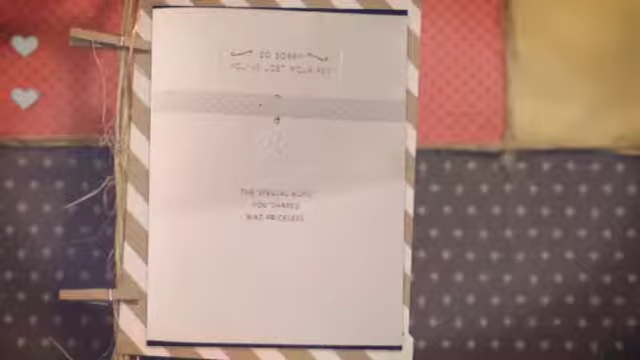 SO SORRY
YOU'VE LOST YOUR PET
THE SPECIAL BOND
YOU SHARED
WAS PRICELESS